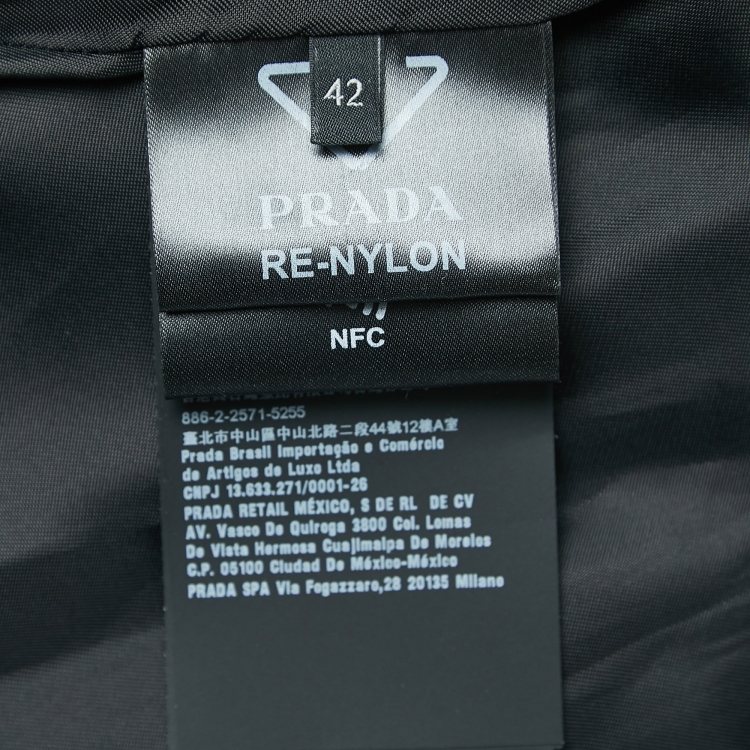 42
PRADA
RE-NYLON
NFC
886-2-2571-5255
臺北市中山區中山北路二段44號12樓A室
Prada Brasil Importação e Comércio
de Artigos de Luxo Ltda
CNPJ 13.633.271/0001-26
PRADA RETAIL MÉXICO, S DE RL DE CV
AV. Vasco De Quiroga 3800 Col. Lomas
De Vista Hermosa Cuajimalpa De Morelos
C.P. 05100 Ciudad De México-México
PRADA SPA Via Fogazzaro,28 20135 Milano